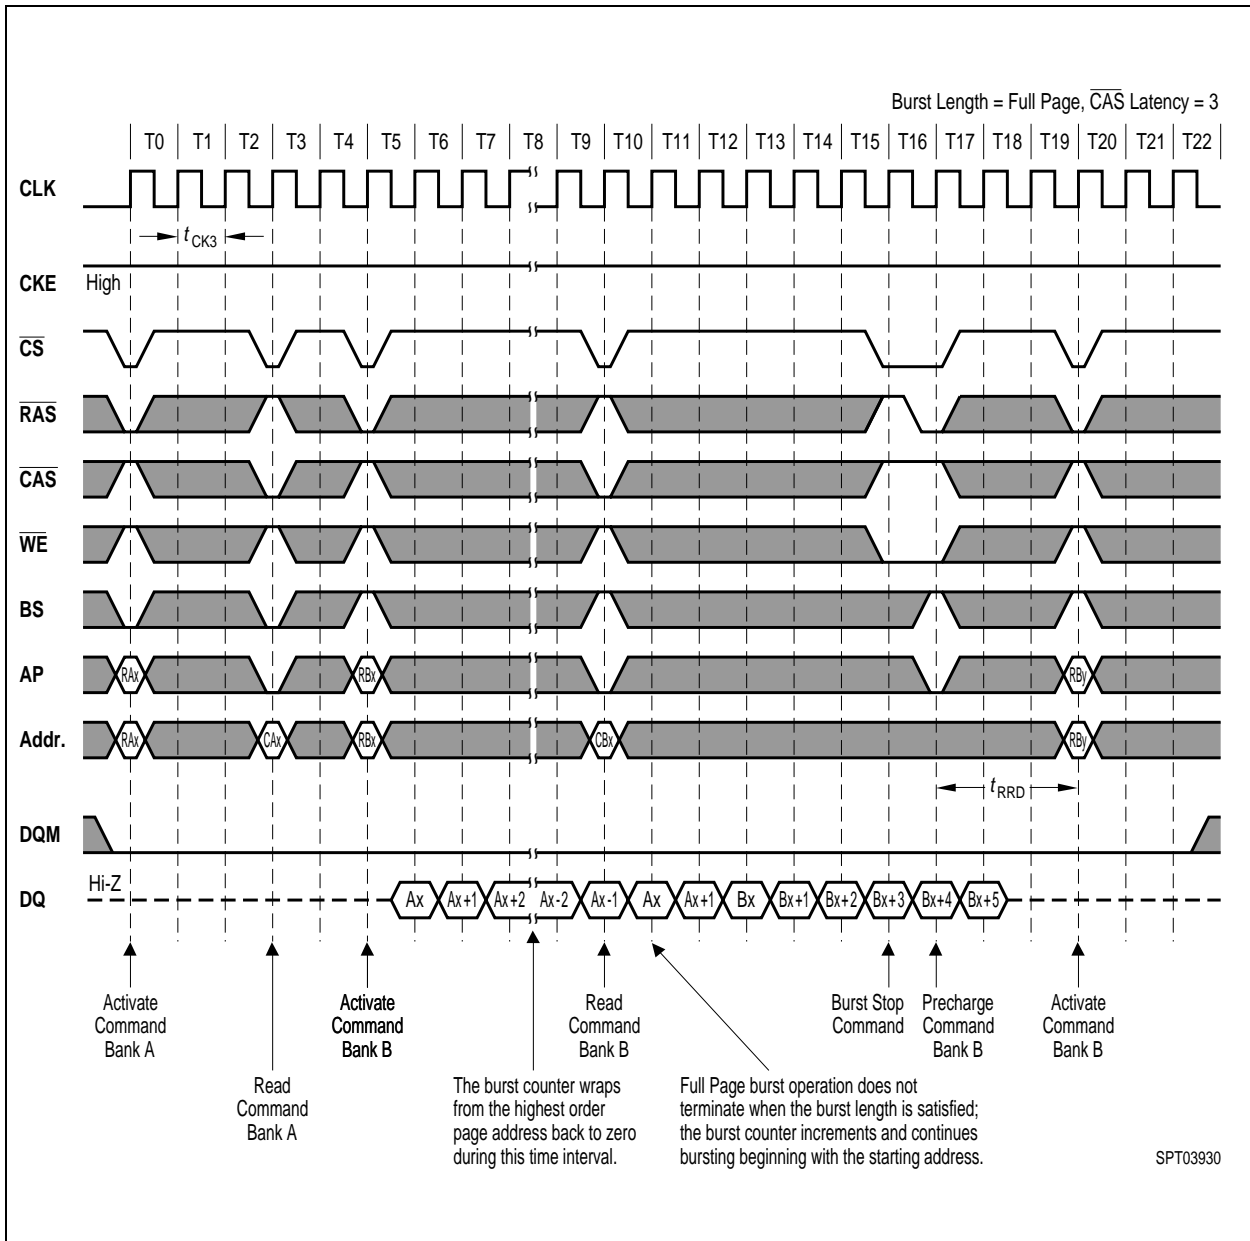 Burst Length = Full Page, CAS Latency = 3
T0 T1 T2 T3 T4 T5 T6 T7 T8 T9 T10 T11 T12 T13 T14 T15 T16 T17 T18 T19 T20 T21 T22
CLK
t CK3
CKE High
CS
RAS
CAS
WE
BS
AP RAx RBx RBy
Addr. RAx CAx RBx CBx RBy
t RRD
DQM
Hi-Z
DQ Ax Ax+1 Ax+2 Ax-2 Ax-1 Ax Ax+1 Bx Bx+1 Bx+2 Bx+3 Bx+4 Bx+5
Activate
Command
Bank A
Read
Command
Bank A
Activate
Command
Bank B
The burst counter wraps
from the highest order
page address back to zero
during this time interval.
Read
Command
Bank B
Full Page burst operation does not
terminate when the burst length is satisfied;
the burst counter increments and continues
bursting beginning with the starting address.
Burst Stop
Command
Precharge
Command
Bank B
Activate
Command
Bank B
SPT03930